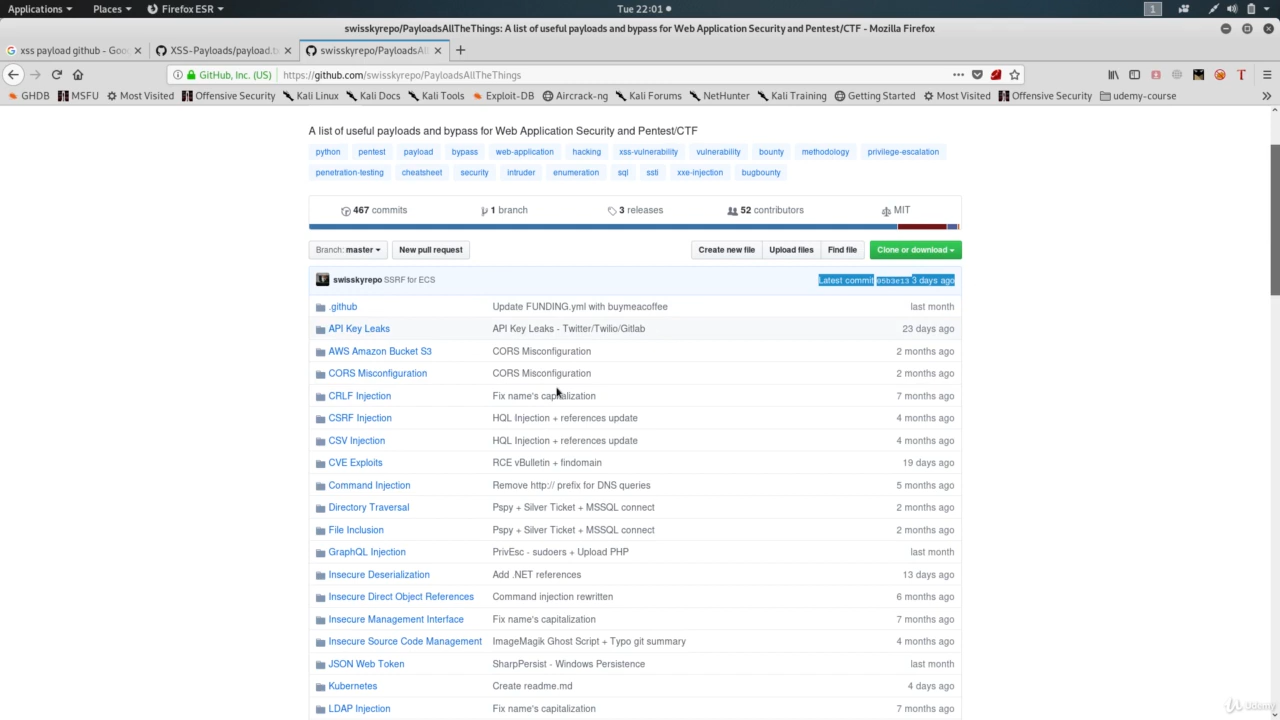 Applications Places Firefox ESR Tue 22:01 1
swisskyrepo/PayloadsAllTheThings: A list of useful payloads and bypass for Web Application Security and Pentest/CTF - Mozilla Firefox
xss payload github - Goo XSS-Payloads/payload.t swisskyrepo/PayloadsAll
GitHub, Inc. (US) https://github.com/swisskyrepo/PayloadsAllTheThings
GHDB MSFU Most Visited Offensive Security Kali Linux Kali Docs Kali Tools Exploit-DB Aircrack-ng Kali Forums NetHunter Kali Training Getting Started Most Visited Offensive Security udemy-course
A list of useful payloads and bypass for Web Application Security and Pentest/CTF
python pentest payload bypass web-application hacking xss-vulnerability vulnerability bounty methodology privilege-escalation
penetration-testing cheatsheet security intruder enumeration sql ssti xxe-injection bugbounty
467 commits 1 branch 3 releases 52 contributors MIT
Branch: master New pull request Create new file Upload files Find file Clone or download
swisskyrepo SSRF for ECS Latest commit 05b3e13 3 days ago
.github Update FUNDING.yml with buymeacoffee last month
API Key Leaks API Key Leaks - Twitter/Twilio/Gitlab 23 days ago
AWS Amazon Bucket S3 CORS Misconfiguration 2 months ago
CORS Misconfiguration CORS Misconfiguration 2 months ago
CRLF Injection Fix name's capitalization 7 months ago
CSRF Injection HQL Injection + references update 4 months ago
CSV Injection HQL Injection + references update 4 months ago
CVE Exploits RCE vBulletin + findomain 19 days ago
Command Injection Remove http:// prefix for DNS queries 5 months ago
Directory Traversal Pspy + Silver Ticket + MSSQL connect 2 months ago
File Inclusion Pspy + Silver Ticket + MSSQL connect 2 months ago
GraphQL Injection PrivEsc - sudoers + Upload PHP last month
Insecure Deserialization Add .NET references 13 days ago
Insecure Direct Object References Command injection rewritten 6 months ago
Insecure Management Interface Fix name's capitalization 7 months ago
Insecure Source Code Management ImageMagik Ghost Script + Typo git summary 4 months ago
JSON Web Token SharpPersist - Windows Persistence last month
Kubernetes Create readme.md 4 days ago
LDAP Injection Fix name's capitalization 7 months ago
Udemy